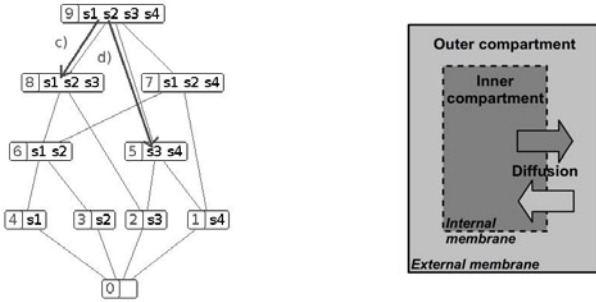 9 s1 s2 s3 s4
c)
d)
8 s1 s2 s3
7 s1 s2 s4
6 s1 s2
5 s3 s4
4 s1
3 s2
2 s3
1 s4
0
Outer compartment
Inner
compartment
Diffusion
Internal
membrane
External membrane